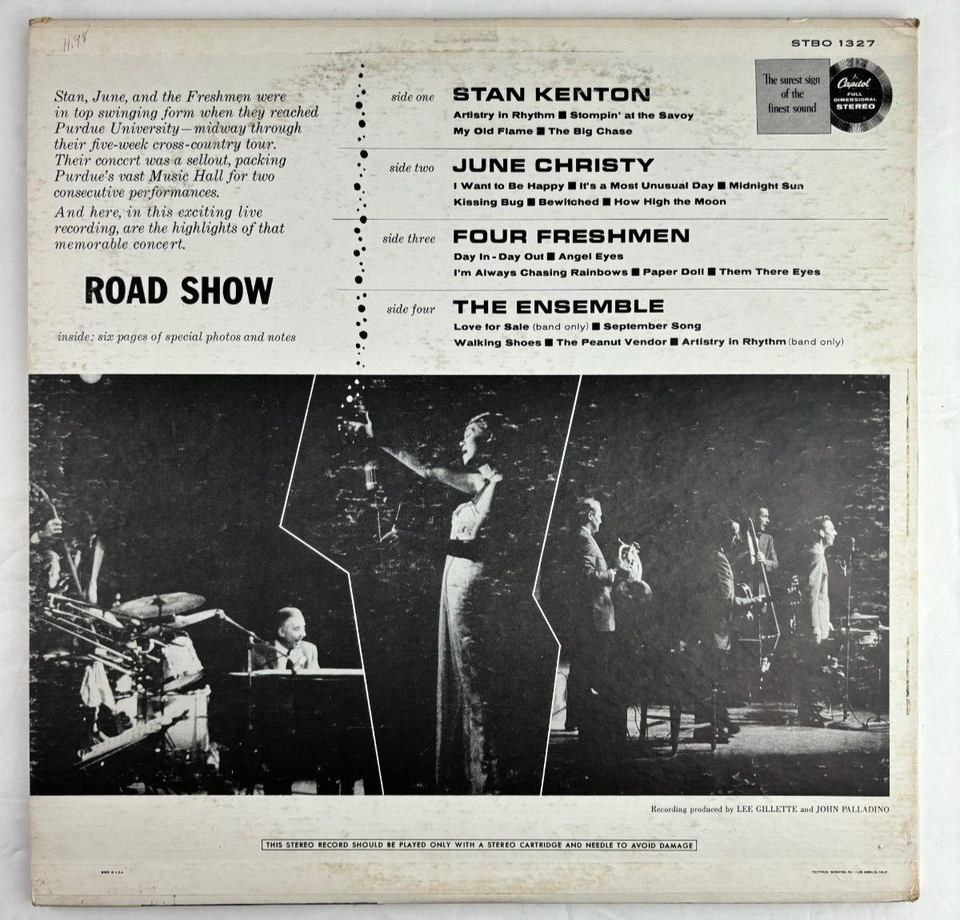 11.98
STBO 1327
Stan, June, and the Freshmen were
in top swinging form when they reached
Purdue University—midway through
their five-week cross-country tour.
Their concert was a sellout, packing
Purdue's vast Music Hall for two
consecutive performances.
And here, in this exciting live
recording, are the highlights of that
memorable concert.
ROAD SHOW
inside: six pages of special photos and notes
side one STAN KENTON
Artistry in Rhythm ■ Stompin' at the Savoy
My Old Flame ■ The Big Chase
side two JUNE CHRISTY
I Want to Be Happy ■ It's a Most Unusual Day ■ Midnight Sun
Kissing Bug ■ Bewitched ■ How High the Moon
side three FOUR FRESHMEN
Day In-Day Out ■ Angel Eyes
I'm Always Chasing Rainbows ■ Paper Doll ■ Them There Eyes
side four THE ENSEMBLE
Love for Sale (band only) ■ September Song
Walking Shoes ■ The Peanut Vendor ■ Artistry in Rhythm (band only)
The surest sign
of the
finest sound
Capitol
FULL
DIMENSIONAL
STEREO
Recording produced by LEE GILLETTE and JOHN PALLADINO
THIS STEREO RECORD SHOULD BE PLAYED ONLY WITH A STEREO CARTRIDGE AND NEEDLE TO AVOID DAMAGE
MADE IN U.S.A.